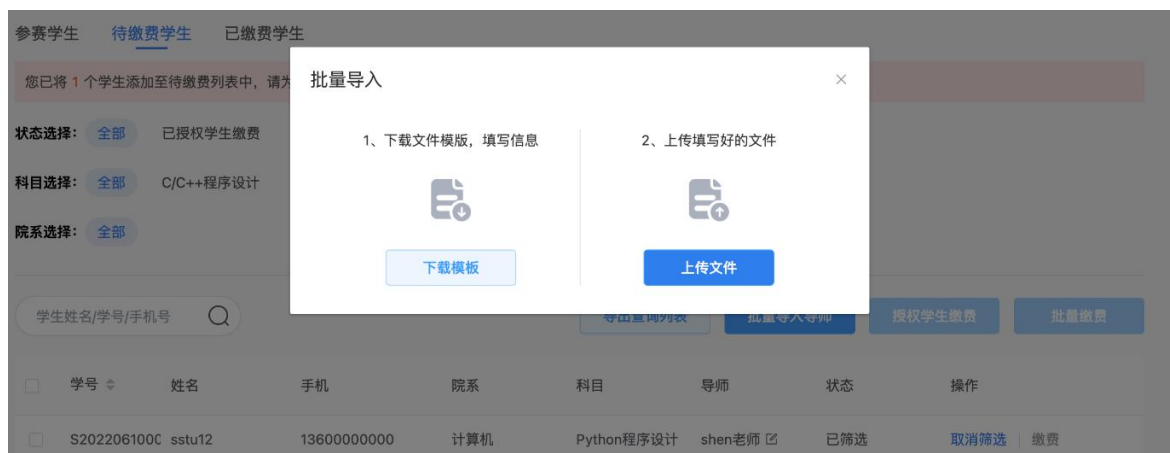 参赛学生 待缴费学生 已缴费学生
您已将 1 个学生添加至待缴费列表中，请为
批量导入
状态选择： 全部 已授权学生缴费
1、下载文件模版，填写信息 2、上传填写好的文件
科目选择： 全部 C/C++程序设计
院系选择： 全部
下载模板 上传文件
学生姓名/学号/手机号 导出查询列表 批量导入导师 授权学生缴费 批量缴费
学号 姓名 手机 院系 科目 导师 状态 操作
S202206100 sstu12 13600000000 计算机 Python程序设计 shen老师 已筛选 取消筛选 缴费